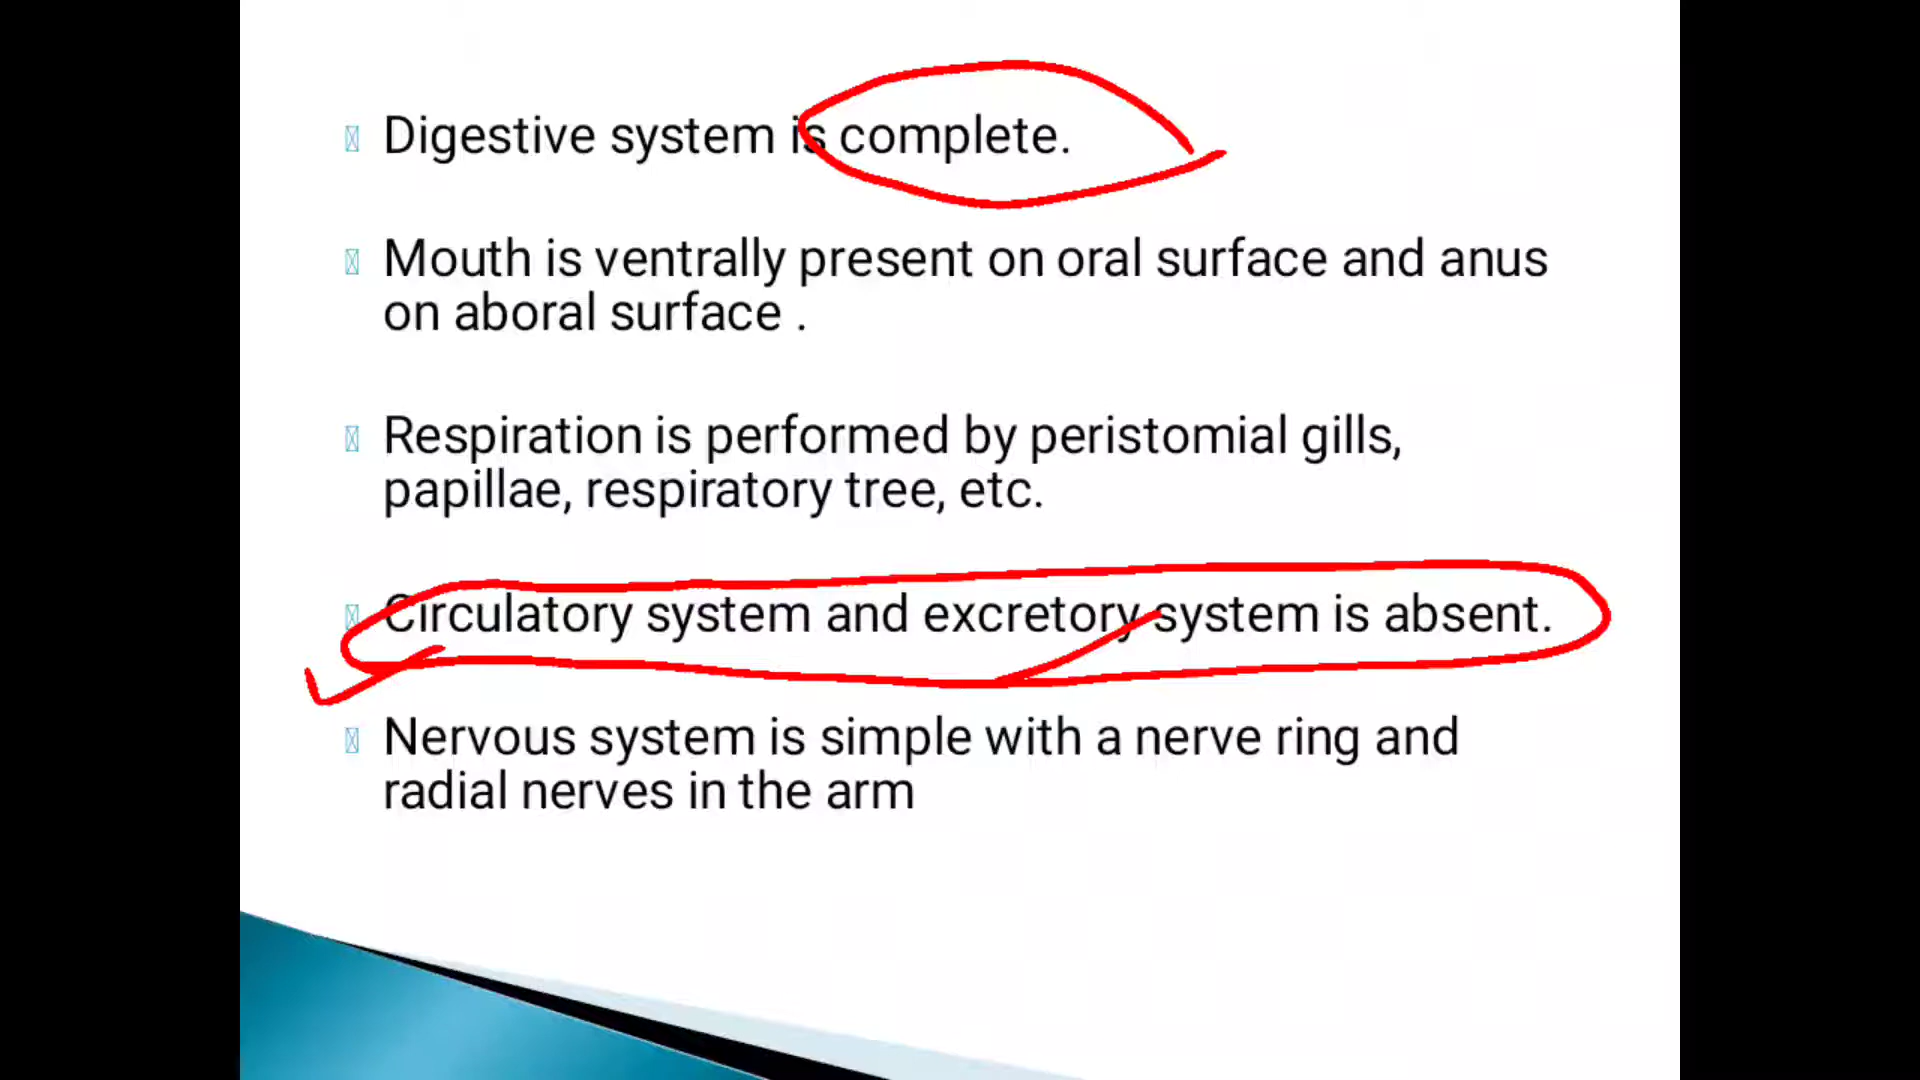 Digestive system is complete.
Mouth is ventrally present on oral surface and anus
on aboral surface .
Respiration is performed by peristomial gills,
papillae, respiratory tree, etc.
Circulatory system and excretory system is absent.
Nervous system is simple with a nerve ring and
radial nerves in the arm